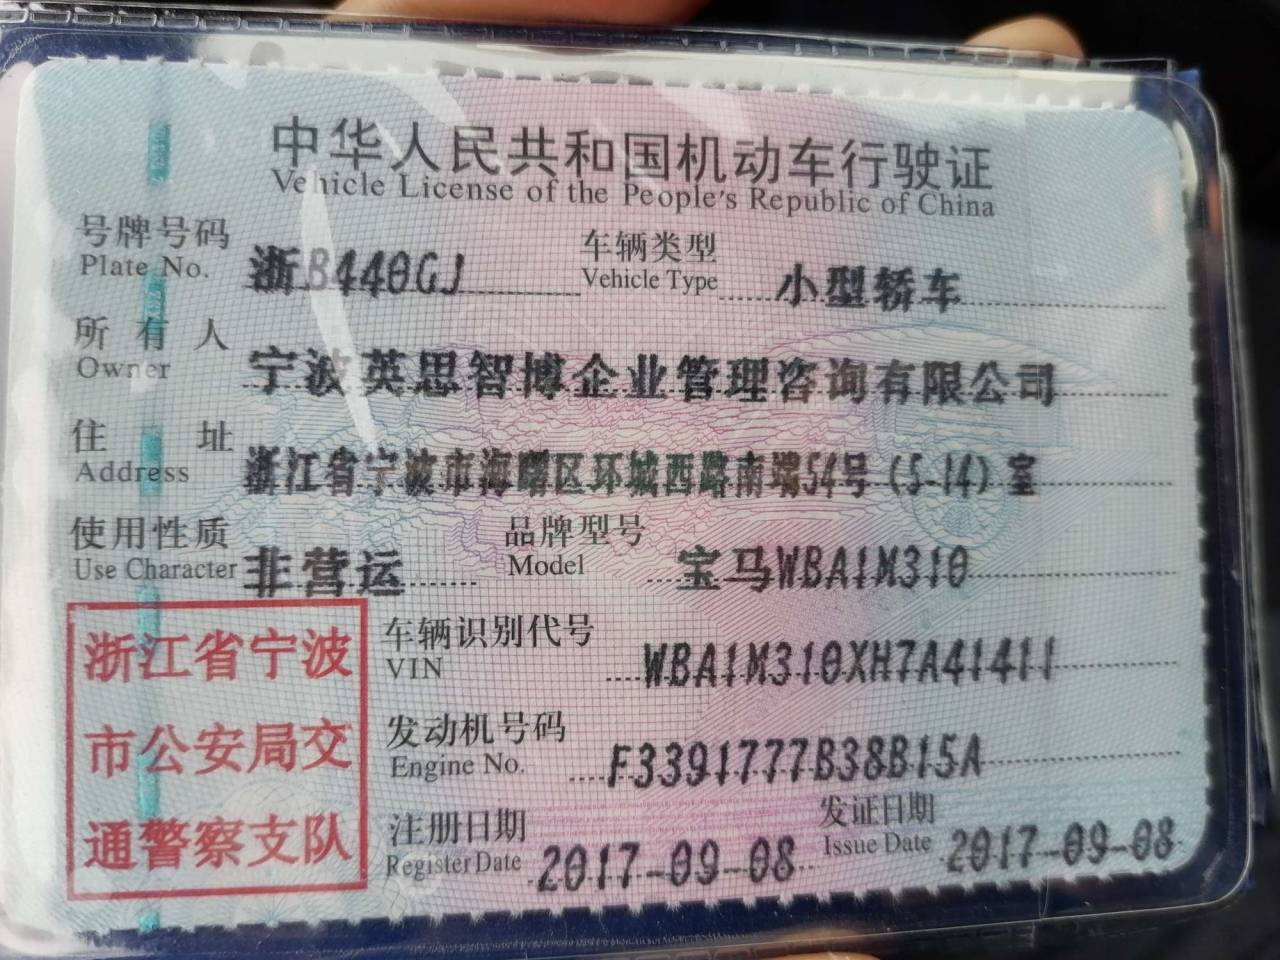 中华人民共和国机动车行驶证
Vehicle License of the People's Republic of China
号牌号码 浙B440GJ 车辆类型 小型轿车
Plate No. Vehicle Type
所有人 宁波英思智博企业管理咨询有限公司
Owner
住址 浙江省宁波市海曙区环城西路南端54号（5-14）室
Address
使用性质 非营运 品牌型号 宝马WBA1M310
Use Character Model
浙江省宁波
市公安局交
通警察支队
车辆识别代号 WBA1M310XH7A41411
VIN
发动机号码 F3391777B38B15A
Engine No.
注册日期 2017-09-08 发证日期 2017-09-08
Register Date Issue Date